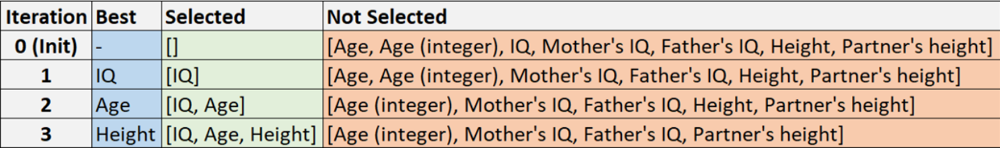 Iteration Best Selected Not Selected
0 (Init) - [] [Age, Age (integer), IQ, Mother's IQ, Father's IQ, Height, Partner's height]
1 IQ [IQ] [Age, Age (integer), Mother's IQ, Father's IQ, Height, Partner's height]
2 Age [IQ, Age] [Age (integer), Mother's IQ, Father's IQ, Height, Partner's height]
3 Height [IQ, Age, Height] [Age (integer), Mother's IQ, Father's IQ, Partner's height]